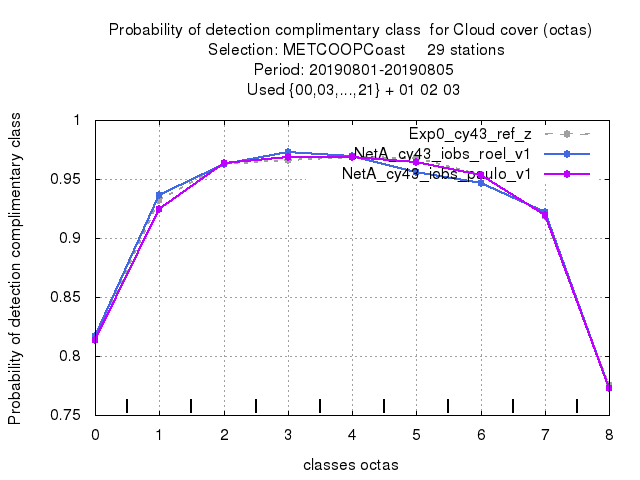 Probability of detection complimentary class  for Cloud cover (octas)
Selection: METCOOPCoast     29 stations
Period: 20190801-20190805
Used {00,03,...,21} + 01 02 03
Probability of detection complimentary class
1
0.95
0.9
0.85
0.8
0.75
Exp0_cy43_ref_z
NetA_cy43_iobs_roel_v1
NetA_cy43_iobs_paulo_v1
0 1 2 3 4 5 6 7 8
classes octas